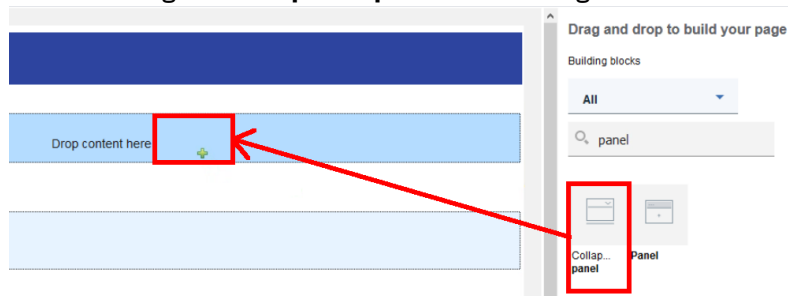 Drag and drop to build your page
Building blocks
All
Drop content here
panel
Collap...
panel
Panel